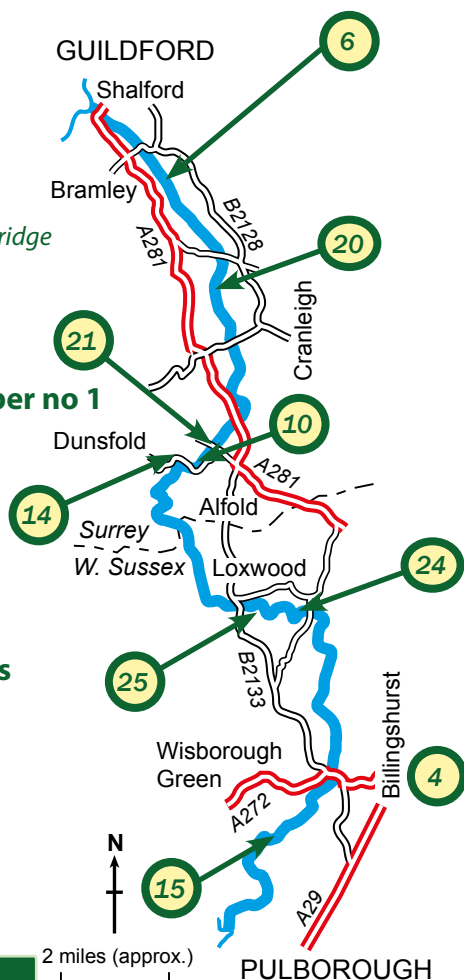 GUILDFORD
6
Shalford
Bramley
ridge
B2128
A281
20
21
Cranleigh
per no 1
10
Dunsfold
A281
14
Alfold
Surrey
W. Sussex
Loxwood
24
s
25
B2133
Billingshurst
Wisborough
Green
4
A272
N
15
A29
2 miles (approx.)
PULBOROUGH